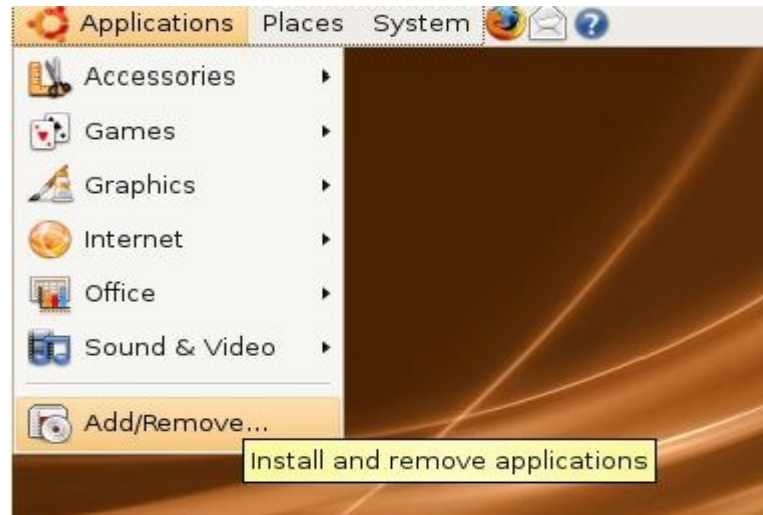 Applications Places System
Accessories
Games
Graphics
Internet
Office
Sound & Video
Add/Remove...
Install and remove applications